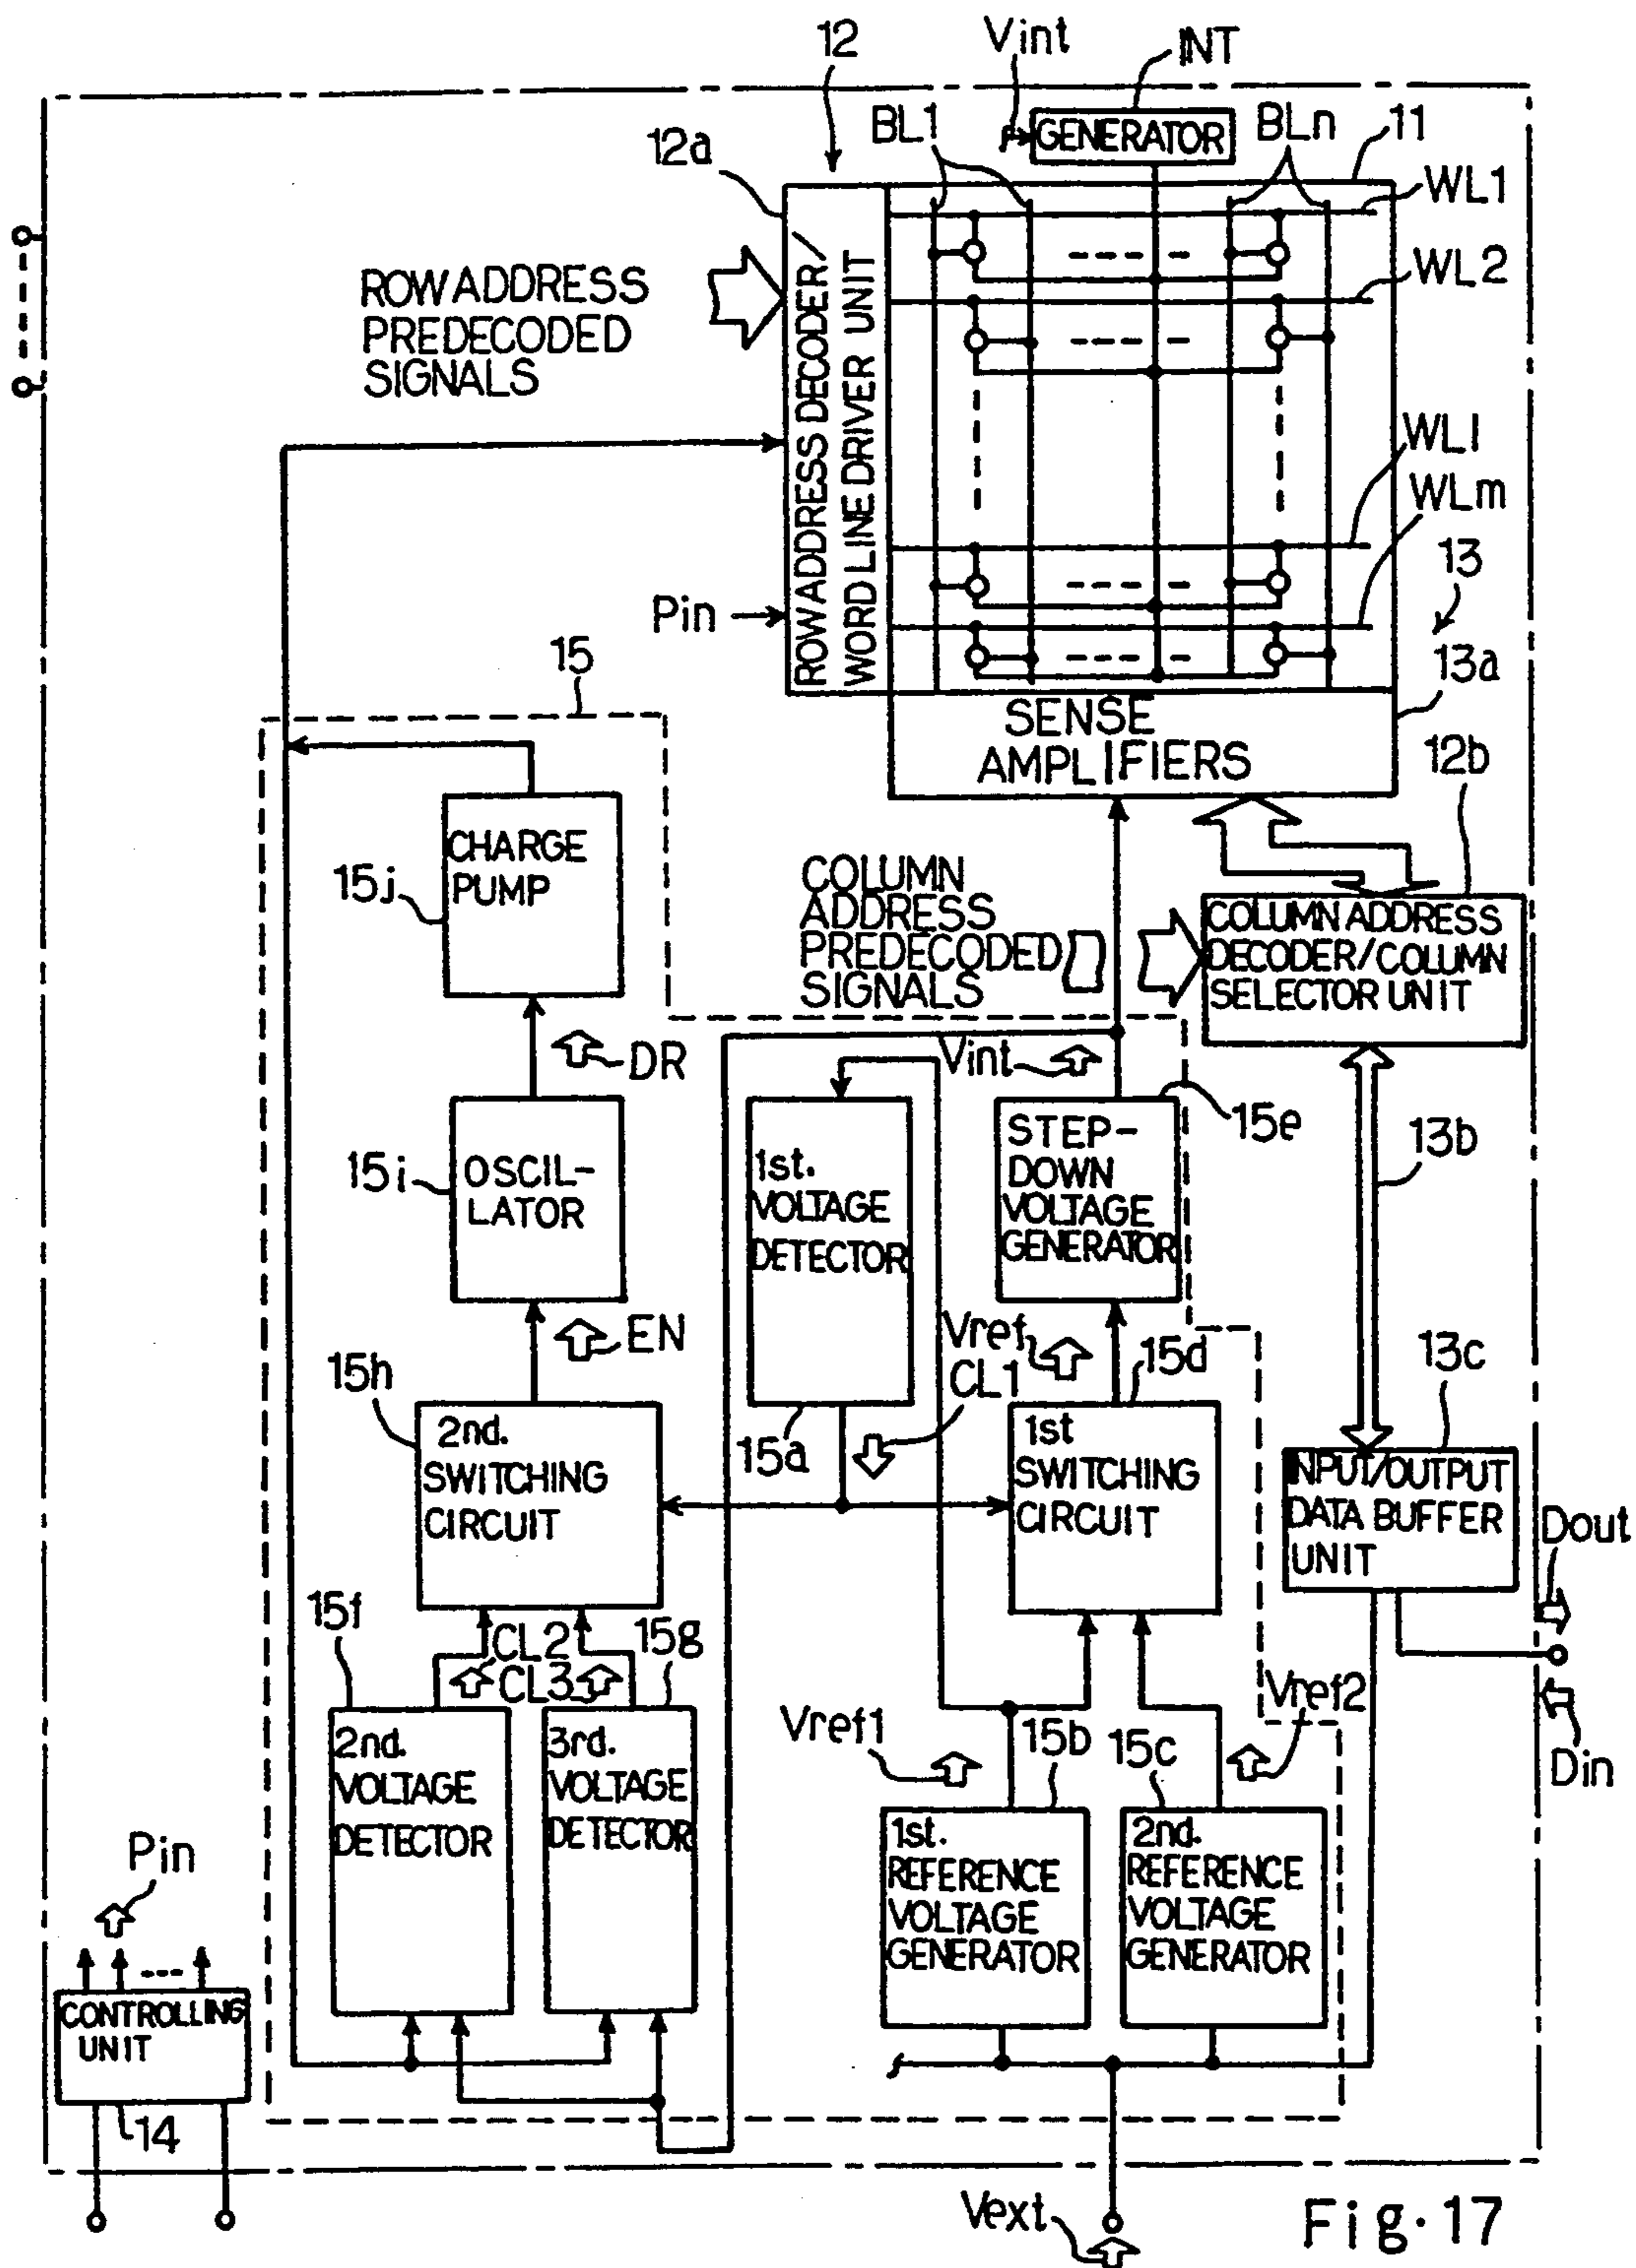 12
Vint
INT
12a
BL1
GENERATOR
BLn
11
WL1
ROW ADDRESS
PREDECODED
SIGNALS
ROW ADDRESS DECODER/
WORD LINE DRIVER UNIT
WL2
WLl
WLm
Pin
13
13a
15
SENSE
AMPLIFIERS
12b
CHARGE
PUMP
15j
COLUMN
ADDRESS
PREDECODED
SIGNALS
COLUMN ADDRESS
DECODER/COLUMN
SELECTOR UNIT
DR
Vint
15e
13b
15i
OSCIL-
LATOR
1st.
VOLTAGE
DETECTOR
STEP-
DOWN
VOLTAGE
GENERATOR
EN
Vref
CL1
15d
13c
15h
2nd.
SWITCHING
CIRCUIT
15a
1st
SWITCHING
CIRCUIT
INPUT/OUTPUT
DATA BUFFER
UNIT
Dout
15f
CL2
CL3
15g
Vref1
15b
15c
Vref2
Din
2nd.
VOLTAGE
DETECTOR
3rd.
VOLTAGE
DETECTOR
1st.
REFERENCE
VOLTAGE
GENERATOR
2nd.
REFERENCE
VOLTAGE
GENERATOR
Pin
CONTROLLING
UNIT
14
Vext
Fig. 17